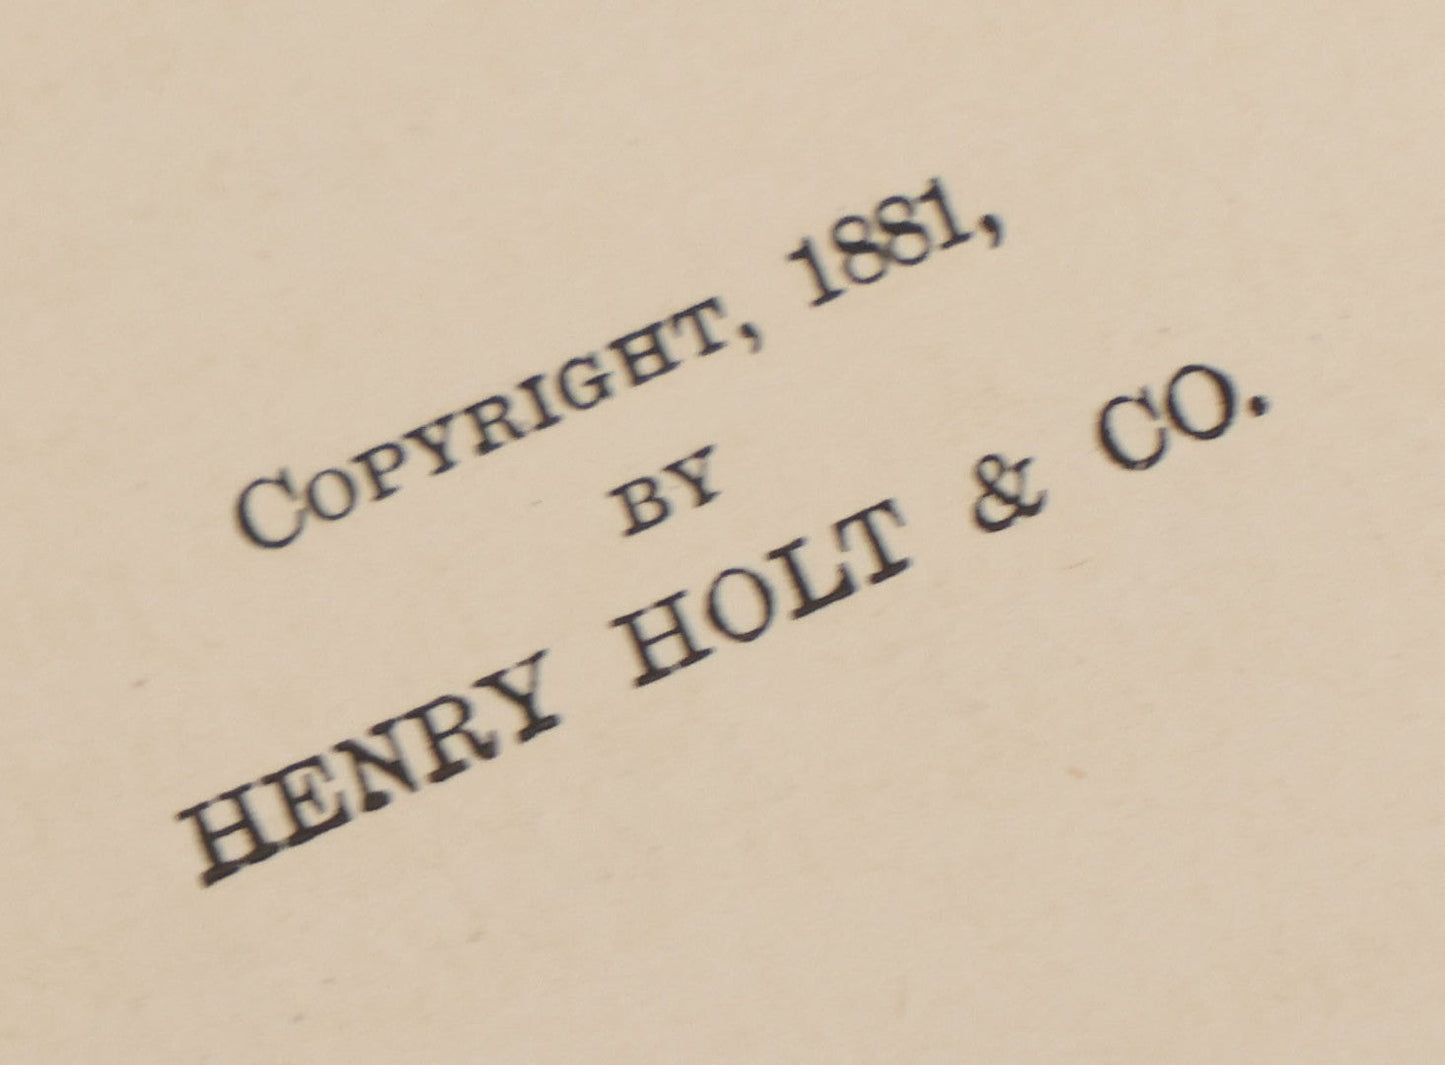 Copyright, 1881,
BY
HENRY HOLT & CO.